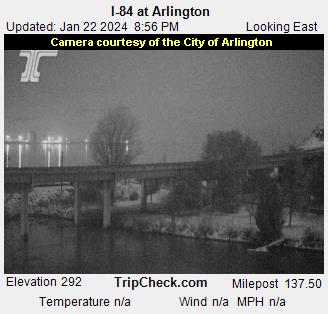 I-84 at Arlington
Updated: Jan 22 2024 8:56 PM Looking East
Camera courtesy of the City of Arlington
Elevation 292 TripCheck.com Milepost 137.50
Temperature n/a Wind n/a MPH n/a